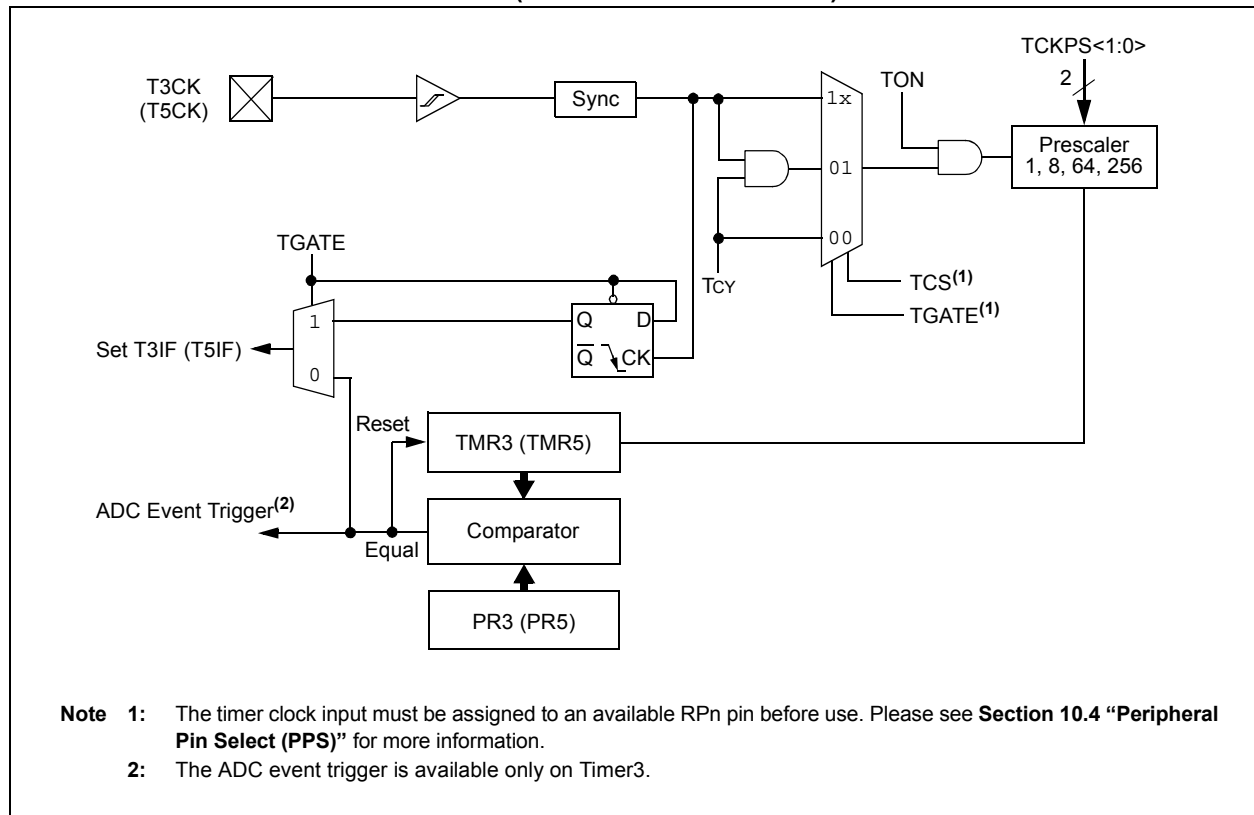 TCKPS<1:0>
2
T3CK
(T5CK)
Sync
1x
TON
Prescaler
1, 8, 64, 256
01
00
TGATE
TCY
TCS(1)
TGATE(1)
1
Q
D
Set T3IF (T5IF)
Q
CK
0
Reset
TMR3 (TMR5)
ADC Event Trigger(2)
Equal
Comparator
PR3 (PR5)
Note 1: The timer clock input must be assigned to an available RPn pin before use. Please see Section 10.4 “Peripheral
Pin Select (PPS)” for more information.
2: The ADC event trigger is available only on Timer3.